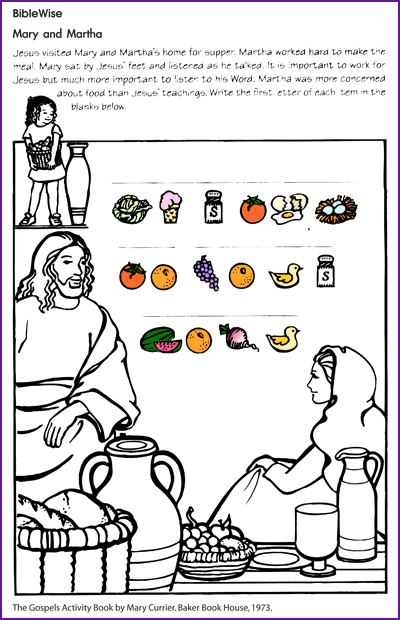 BibleWise
Mary and Martha
Jesus visited Mary and Martha's home for supper. Martha worked hard to make the
meal. Mary sat by Jesus' feet and listened as he talked. It is important to work for
Jesus but much more important to listen to his Word. Martha was more concerned
about food than Jesus' teachings. Write the first letter of each item in the
blanks below.
S
S
The Gospels Activity Book by Mary Currier. Baker Book House, 1973.